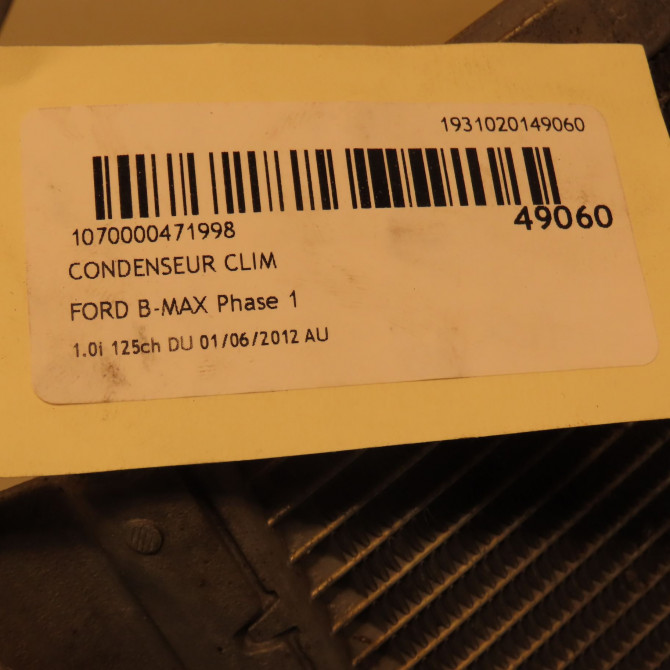 1931020149060
1070000471998
49060
CONDENSEUR CLIM
FORD B-MAX Phase 1
1.0i 125ch DU 01/06/2012 AU